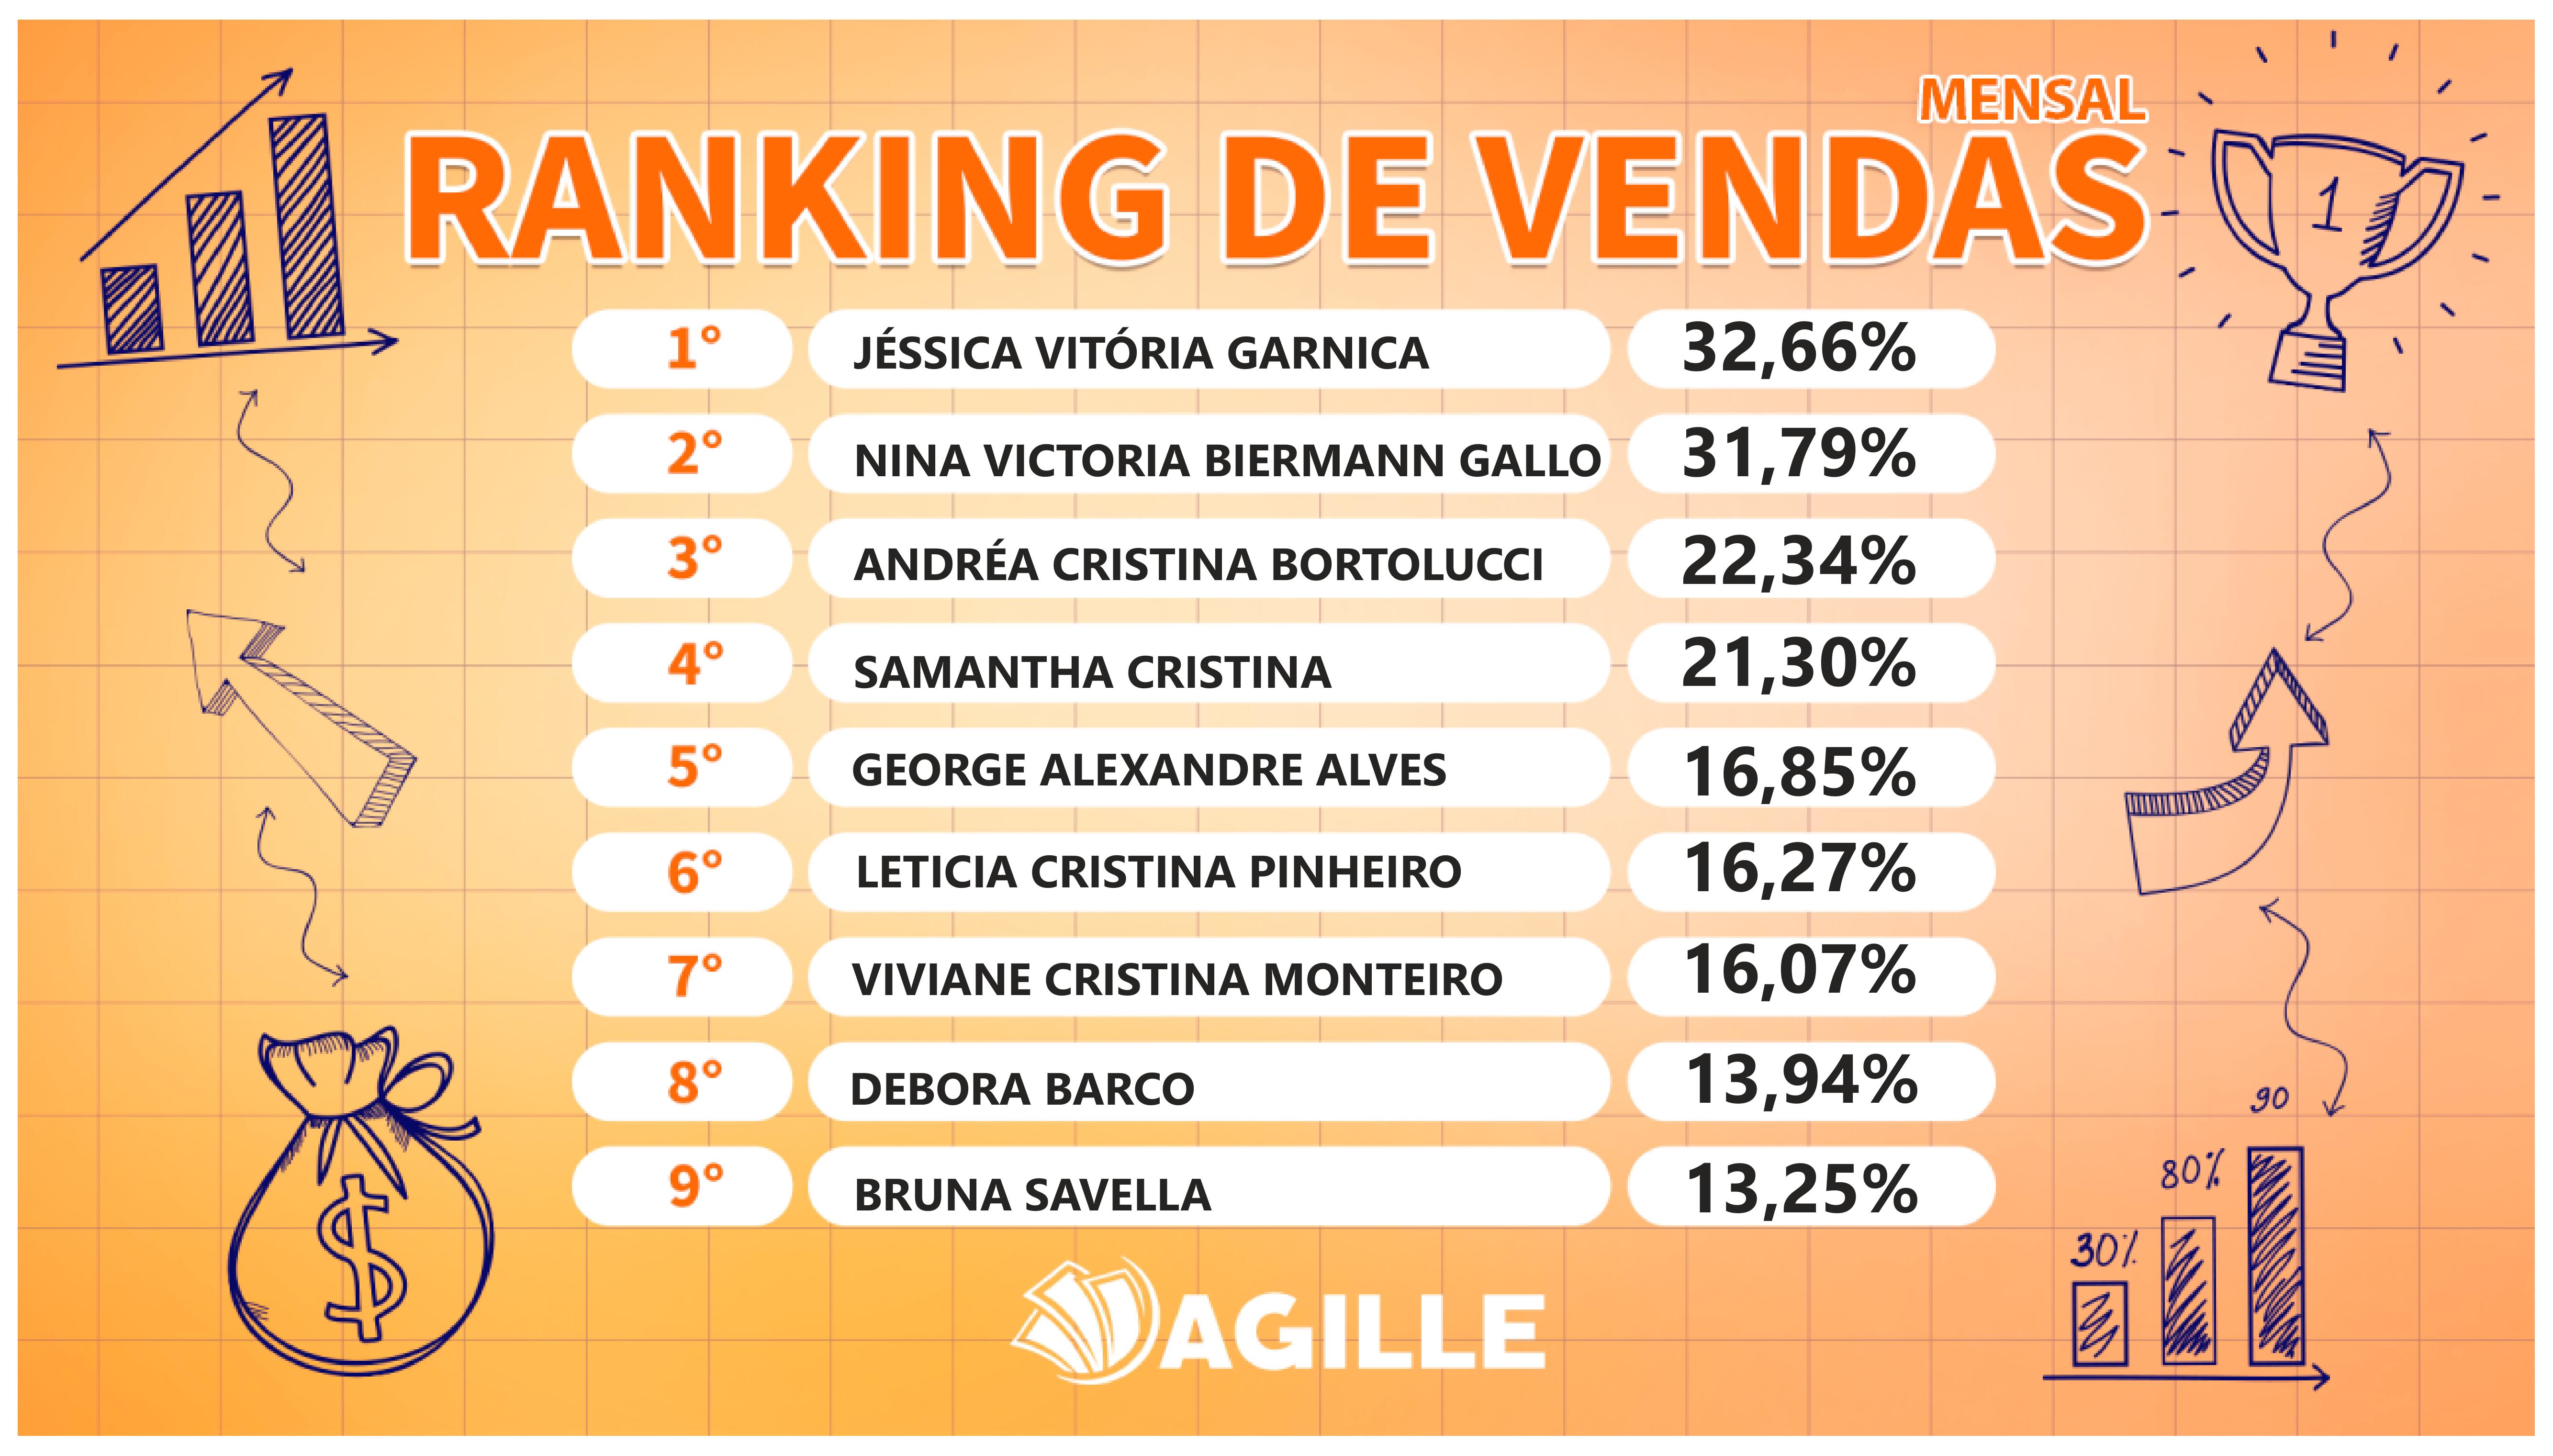 MENSAL
RANKING DE VENDAS
1
1° JÉSSICA VITÓRIA GARNICA 32,66%
2° NINA VICTORIA BIERMANN GALLO 31,79%
3° ANDRÉA CRISTINA BORTOLUCCI 22,34%
4° SAMANTHA CRISTINA 21,30%
5° GEORGE ALEXANDRE ALVES 16,85%
6° LETICIA CRISTINA PINHEIRO 16,27%
7° VIVIANE CRISTINA MONTEIRO 16,07%
8° DEBORA BARCO 13,94%
9° BRUNA SAVELLA 13,25%
90
80%
30%
$
AGILLE